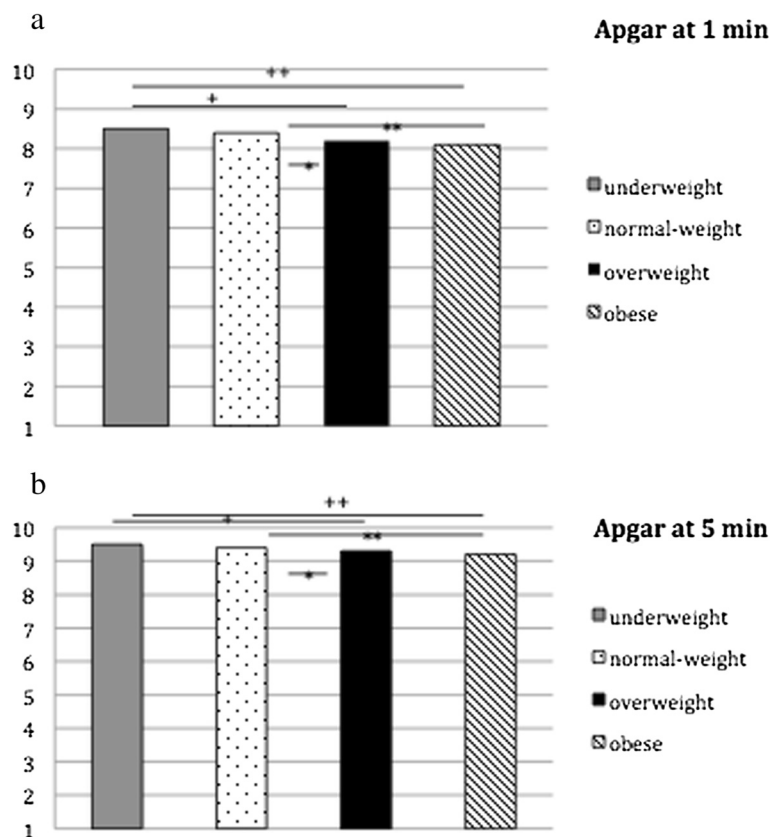 a
Apgar at 1 min
10
++
9
+
**
8
*
7
6
5
4
3
2
1
underweight
normal-weight
overweight
obese
b
Apgar at 5 min
++
10
+
**
9
*
8
7
6
5
4
3
2
1
underweight
normal-weight
overweight
obese